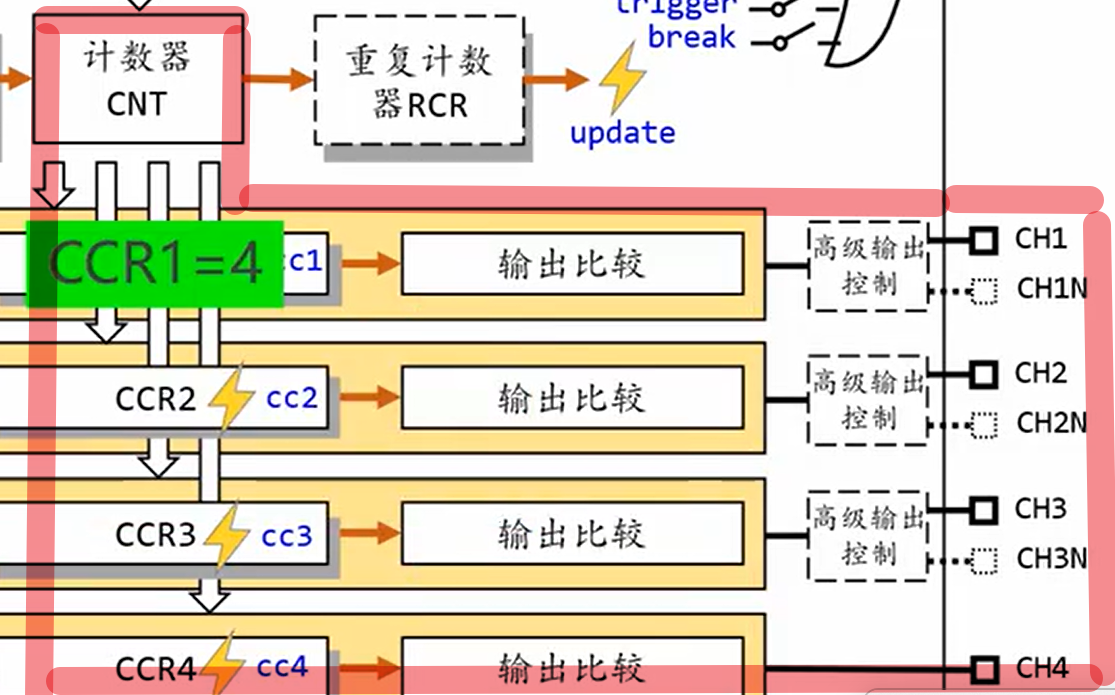 trigger
break
计数器
CNT
重复计数
器RCR
update
CCR1=4
cc1
输出比较
高级输出
控制
CH1
CH1N
CCR2
cc2
输出比较
高级输出
控制
CH2
CH2N
CCR3
cc3
输出比较
高级输出
控制
CH3
CH3N
CCR4
cc4
输出比较
CH4